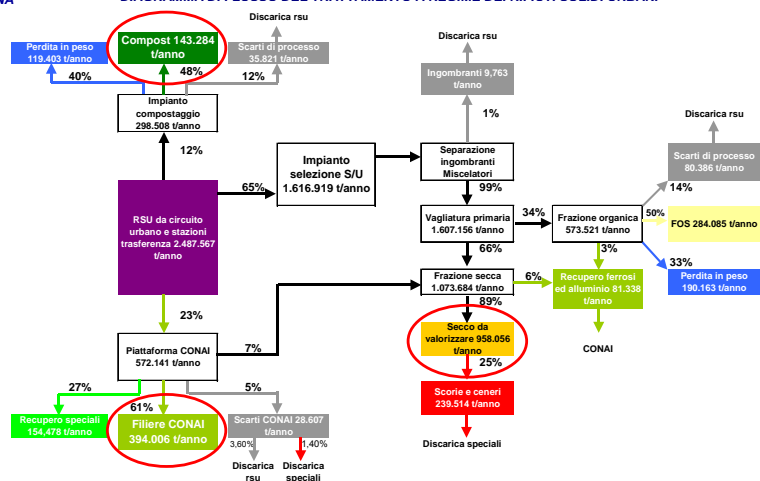 Discarica rsu
Perdita in peso
119.403 t/anno
Compost 143.284
t/anno
Scarti di processo
35.821 t/anno
40%
48%
12%
Impianto
compostaggio
298.508 t/anno
12%
RSU da circuito
urbano e stazioni
trasferenza 2.487.567
t/anno
65%
Impianto
selezione S/U
1.616.919 t/anno
Discarica rsu
Ingombranti 9,763
t/anno
1%
Separazione
ingombranti
Miscelatori
99%
Vagliatura primaria
1.607.156 t/anno
34%
Frazione organica
573.521 t/anno
Discarica rsu
Scarti di processo
80.386 t/anno
14%
50%
FOS 284.085 t/anno
33%
Perdita in peso
190.163 t/anno
3%
66%
Frazione secca
1.073.684 t/anno
6%
Recupero ferrosi
ed alluminio 81.338
t/anno
CONAI
89%
Secco da
valorizzare 958.056
t/anno
25%
Scorie e ceneri
239.514 t/anno
Discarica speciali
23%
Piattaforma CONAI
572.141 t/anno
7%
27%
61%
5%
Recupero speciali
154,478 t/anno
Filiere CONAI
394.006 t/anno
Scarti CONAI 28.607
t/anno
3,60%
1,40%
Discarica
rsu
Discarica
speciali